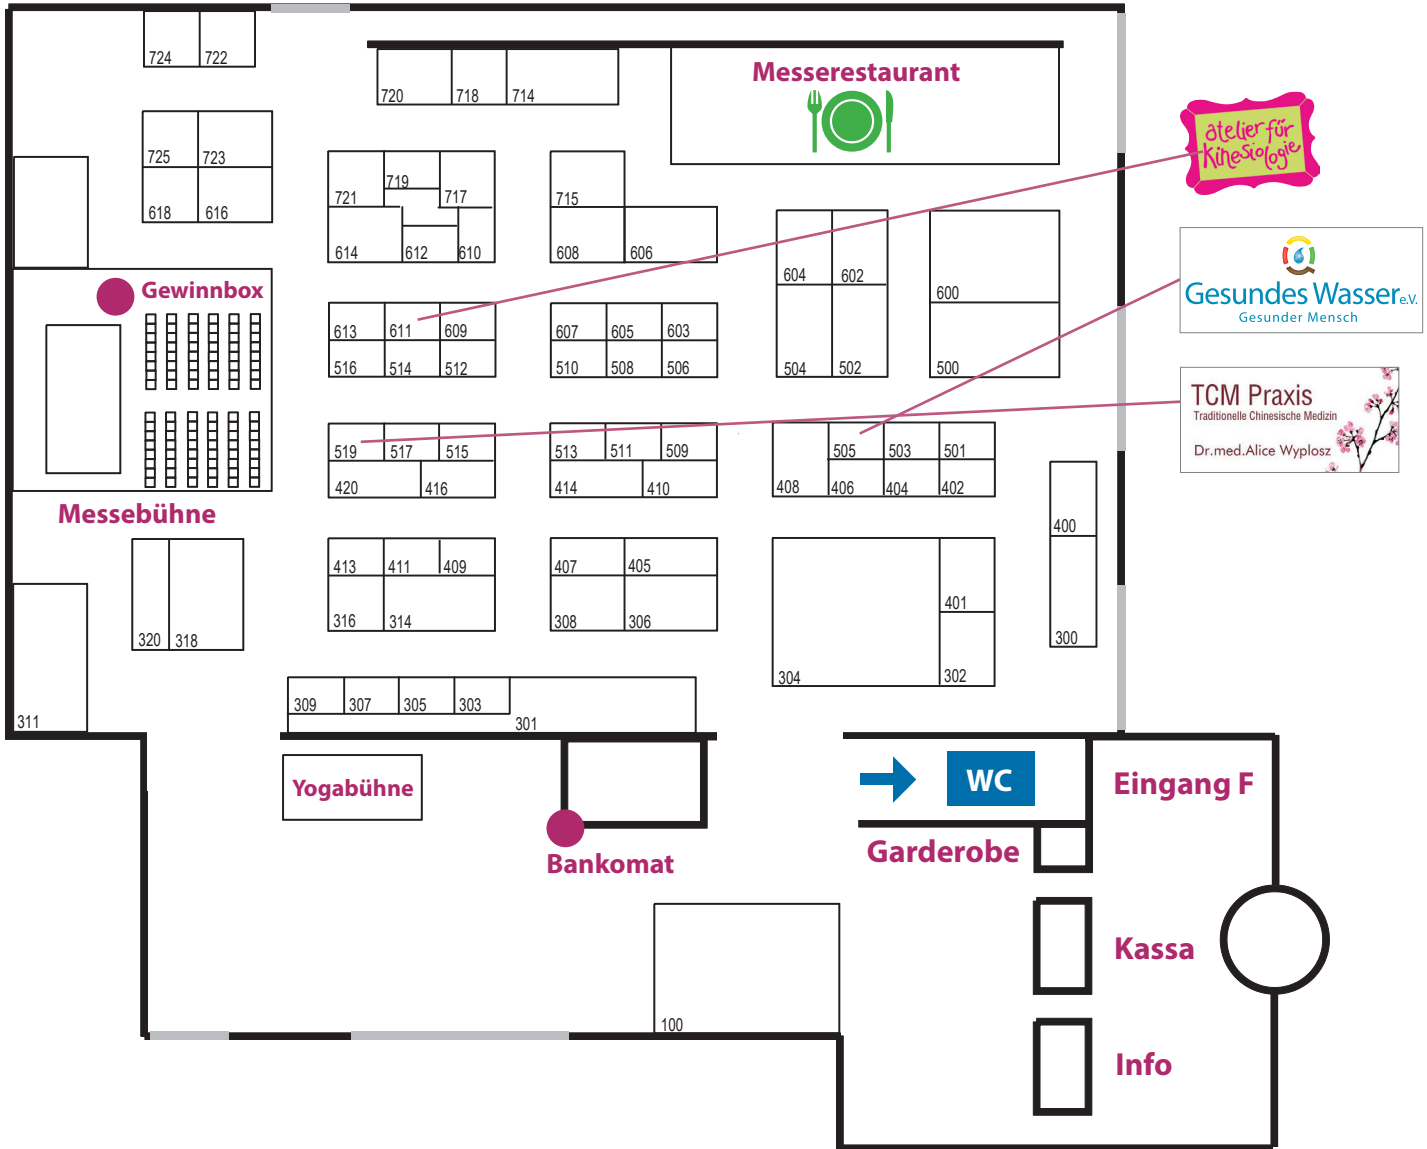 724 722
Messerestaurant
720 718 714
atelier für
Kinesiologie
725 723
719
721 717
715
618 616
614 612 610
608 606
604 602
Gewinnbox
600
Gesundes Wasser e.V.
Gesunder Mensch
613 611 609
607 605 603
516 514 512
510 508 506
504 502
500
TCM Praxis
Traditionelle Chinesische Medizin
Dr.med.Alice Wyplosz
519 517 515
513 511 509
505 503 501
420 416
414 410
408 406 404 402
Messebühne
400
413 411 409
407 405
401
316 314
308 306
320 318
300
304 302
309 307 305 303
311
301
Yogabühne
WC
Eingang F
Bankomat
Garderobe
Kassa
100
Info